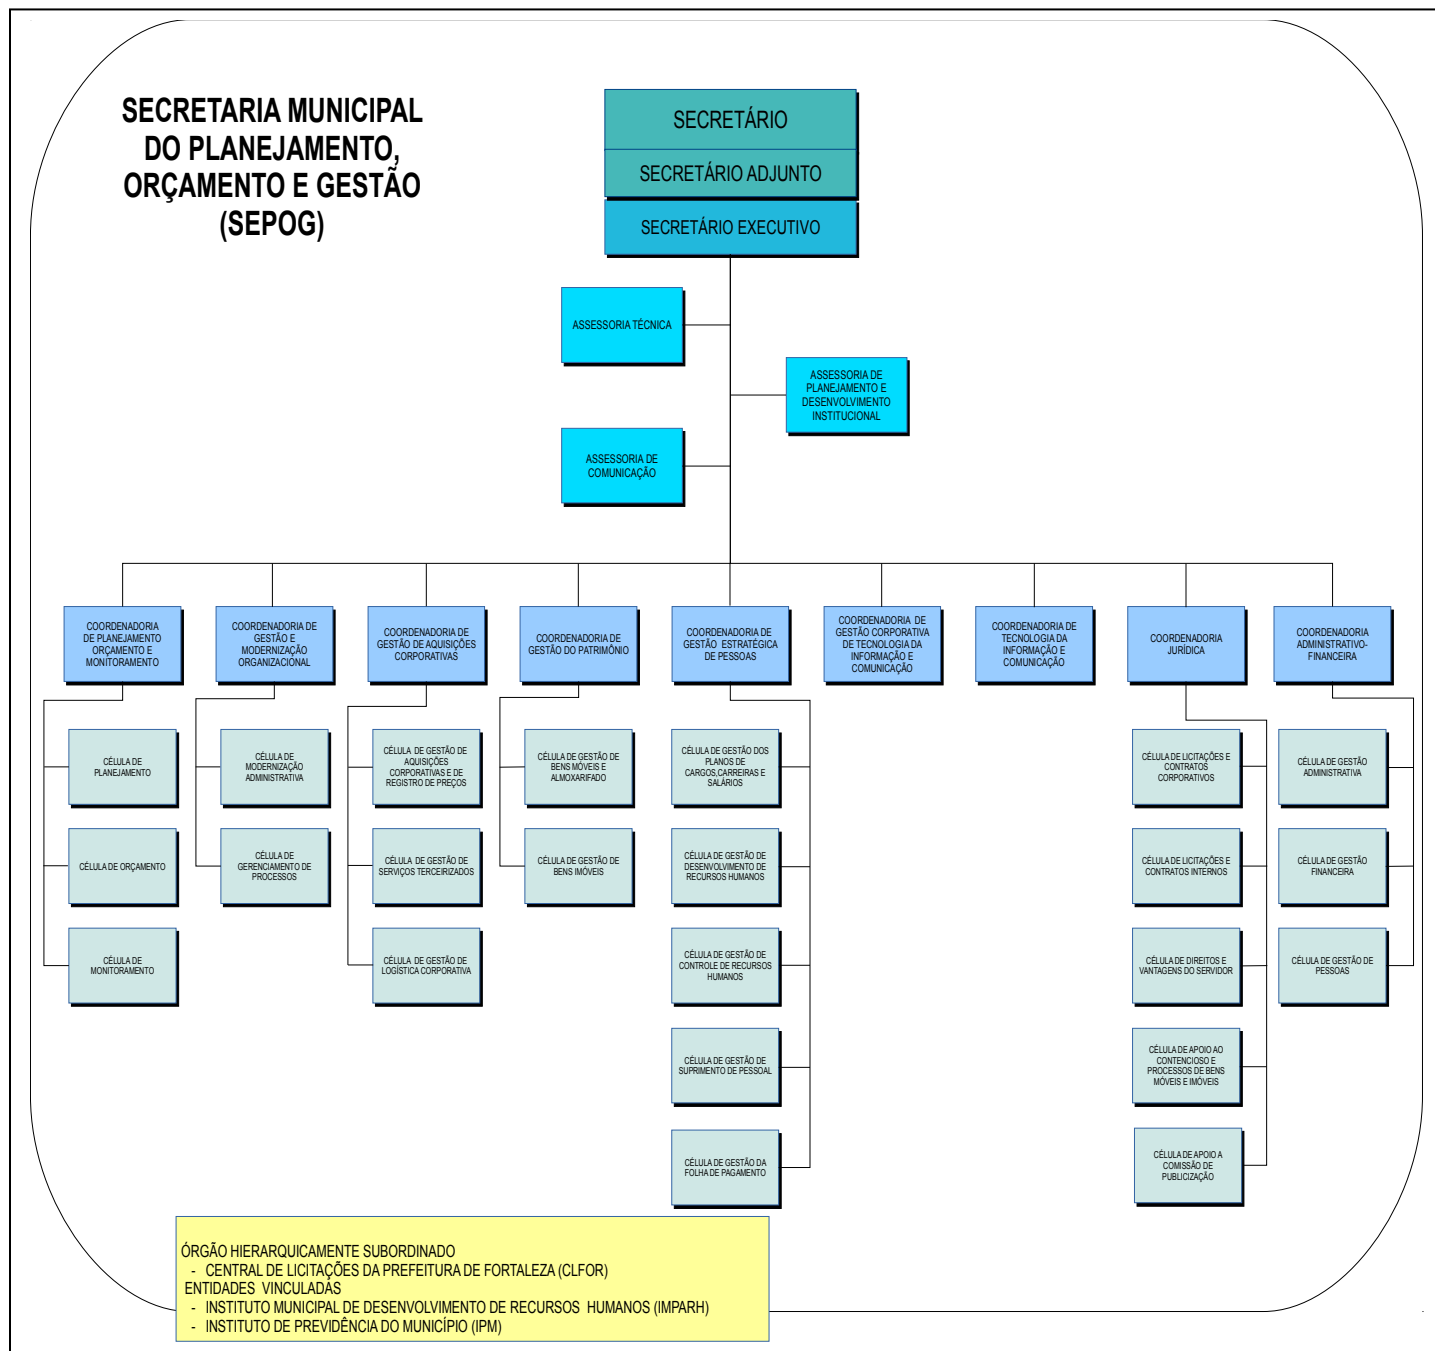 SECRETARIA MUNICIPAL
DO PLANEJAMENTO,
ORÇAMENTO E GESTÃO
(SEPOG)
SECRETÁRIO
SECRETÁRIO ADJUNTO
SECRETÁRIO EXECUTIVO
ASSESSORIA TÉCNICA
ASSESSORIA DE
PLANEJAMENTO E
DESENVOLVIMENTO
INSTITUCIONAL
ASSESSORIA DE
COMUNICAÇÃO
COORDENADORIA
DE PLANEJAMENTO
ORÇAMENTO E
MONITORAMENTO
COORDENADORIA DE
GESTÃO E
MODERNIZAÇÃO
ORGANIZACIONAL
COORDENADORIA DE
GESTÃO DE AQUISIÇÕES
CORPORATIVAS
COORDENADORIA DE
GESTÃO DO PATRIMÔNIO
COORDENADORIA DE
GESTÃO ESTRATÉGICA
DE PESSOAS
COORDENADORIA DE
GESTÃO CORPORATIVA
DE TECNOLOGIA DA
INFORMAÇÃO E
COMUNICAÇÃO
COORDENADORIA DE
TECNOLOGIA DA
INFORMAÇÃO E
COMUNICAÇÃO
COORDENADORIA
JURÍDICA
COORDENADORIA
ADMINISTRATIVO-
FINANCEIRA
CÉLULA DE
PLANEJAMENTO
CÉLULA DE
MODERNIZAÇÃO
ADMINISTRATIVA
CÉLULA DE GESTÃO DE
AQUISIÇÕES
CORPORATIVAS E DE
REGISTRO DE PREÇOS
CÉLULA DE GESTÃO DE
BENS MÓVEIS E
ALMOXARIFADO
CÉLULA DE GESTÃO DOS
PLANOS DE
CARGOS,CARREIRAS E
SALÁRIOS
CÉLULA DE LICITAÇÕES E
CONTRATOS
CORPORATIVOS
CÉLULA DE GESTÃO
ADMINISTRATIVA
CÉLULA DE ORÇAMENTO
CÉLULA DE
GERENCIAMENTO DE
PROCESSOS
CÉLULA DE GESTÃO DE
SERVIÇOS TERCEIRIZADOS
CÉLULA DE GESTÃO DE
BENS IMÓVEIS
CÉLULA DE GESTÃO DE
DESENVOLVIMENTO DE
RECURSOS HUMANOS
CÉLULA DE LICITAÇÕES E
CONTRATOS INTERNOS
CÉLULA DE GESTÃO
FINANCEIRA
CÉLULA DE
MONITORAMENTO
CÉLULA DE GESTÃO DE
LOGÍSTICA CORPORATIVA
CÉLULA DE GESTÃO DE
CONTROLE DE RECURSOS
HUMANOS
CÉLULA DE DIREITOS E
VANTAGENS DO SERVIDOR
CÉLULA DE GESTÃO DE
PESSOAS
CÉLULA DE GESTÃO DE
SUPRIMENTO DE PESSOAL
CÉLULA DE APOIO AO
CONTENCIOSO E
PROCESSOS DE BENS
MÓVEIS E IMÓVEIS
CÉLULA DE GESTÃO DA
FOLHA DE PAGAMENTO
CÉLULA DE APOIO A
COMISSÃO DE
PUBLICIZAÇÃO
ÓRGÃO HIERARQUICAMENTE SUBORDINADO
- CENTRAL DE LICITAÇÕES DA PREFEITURA DE FORTALEZA (CLFOR)
ENTIDADES VINCULADAS
- INSTITUTO MUNICIPAL DE DESENVOLVIMENTO DE RECURSOS HUMANOS (IMPARH)
- INSTITUTO DE PREVIDÊNCIA DO MUNICÍPIO (IPM)